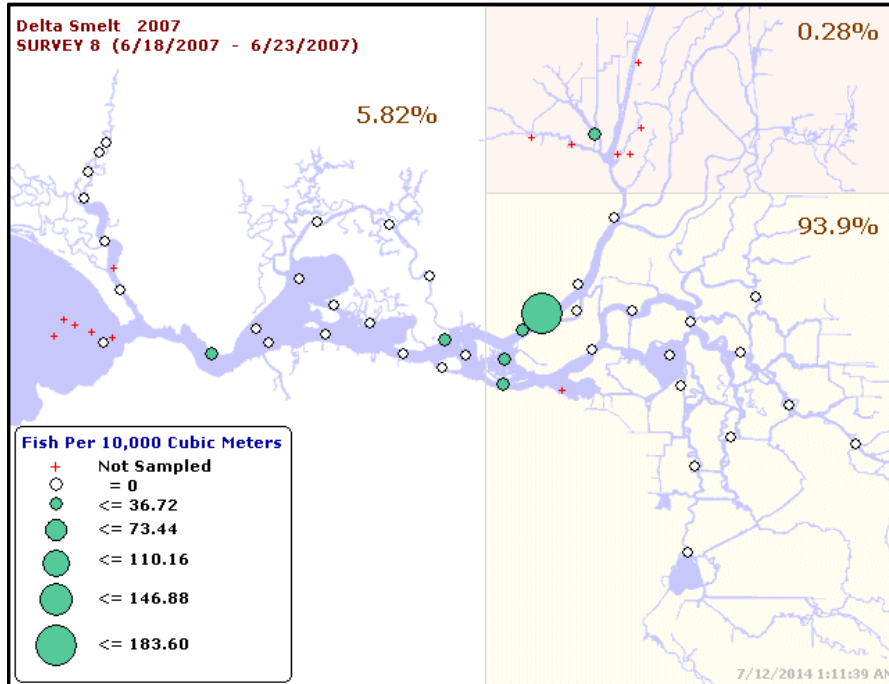 Delta Smelt 2007
SURVEY 8 (6/18/2007 - 6/23/2007)
0.28%
5.82%
93.9%
Fish Per 10,000 Cubic Meters
Not Sampled
= 0
<= 36.72
<= 73.44
<= 110.16
<= 146.88
<= 183.60
7/12/2014 1:11:39 AM